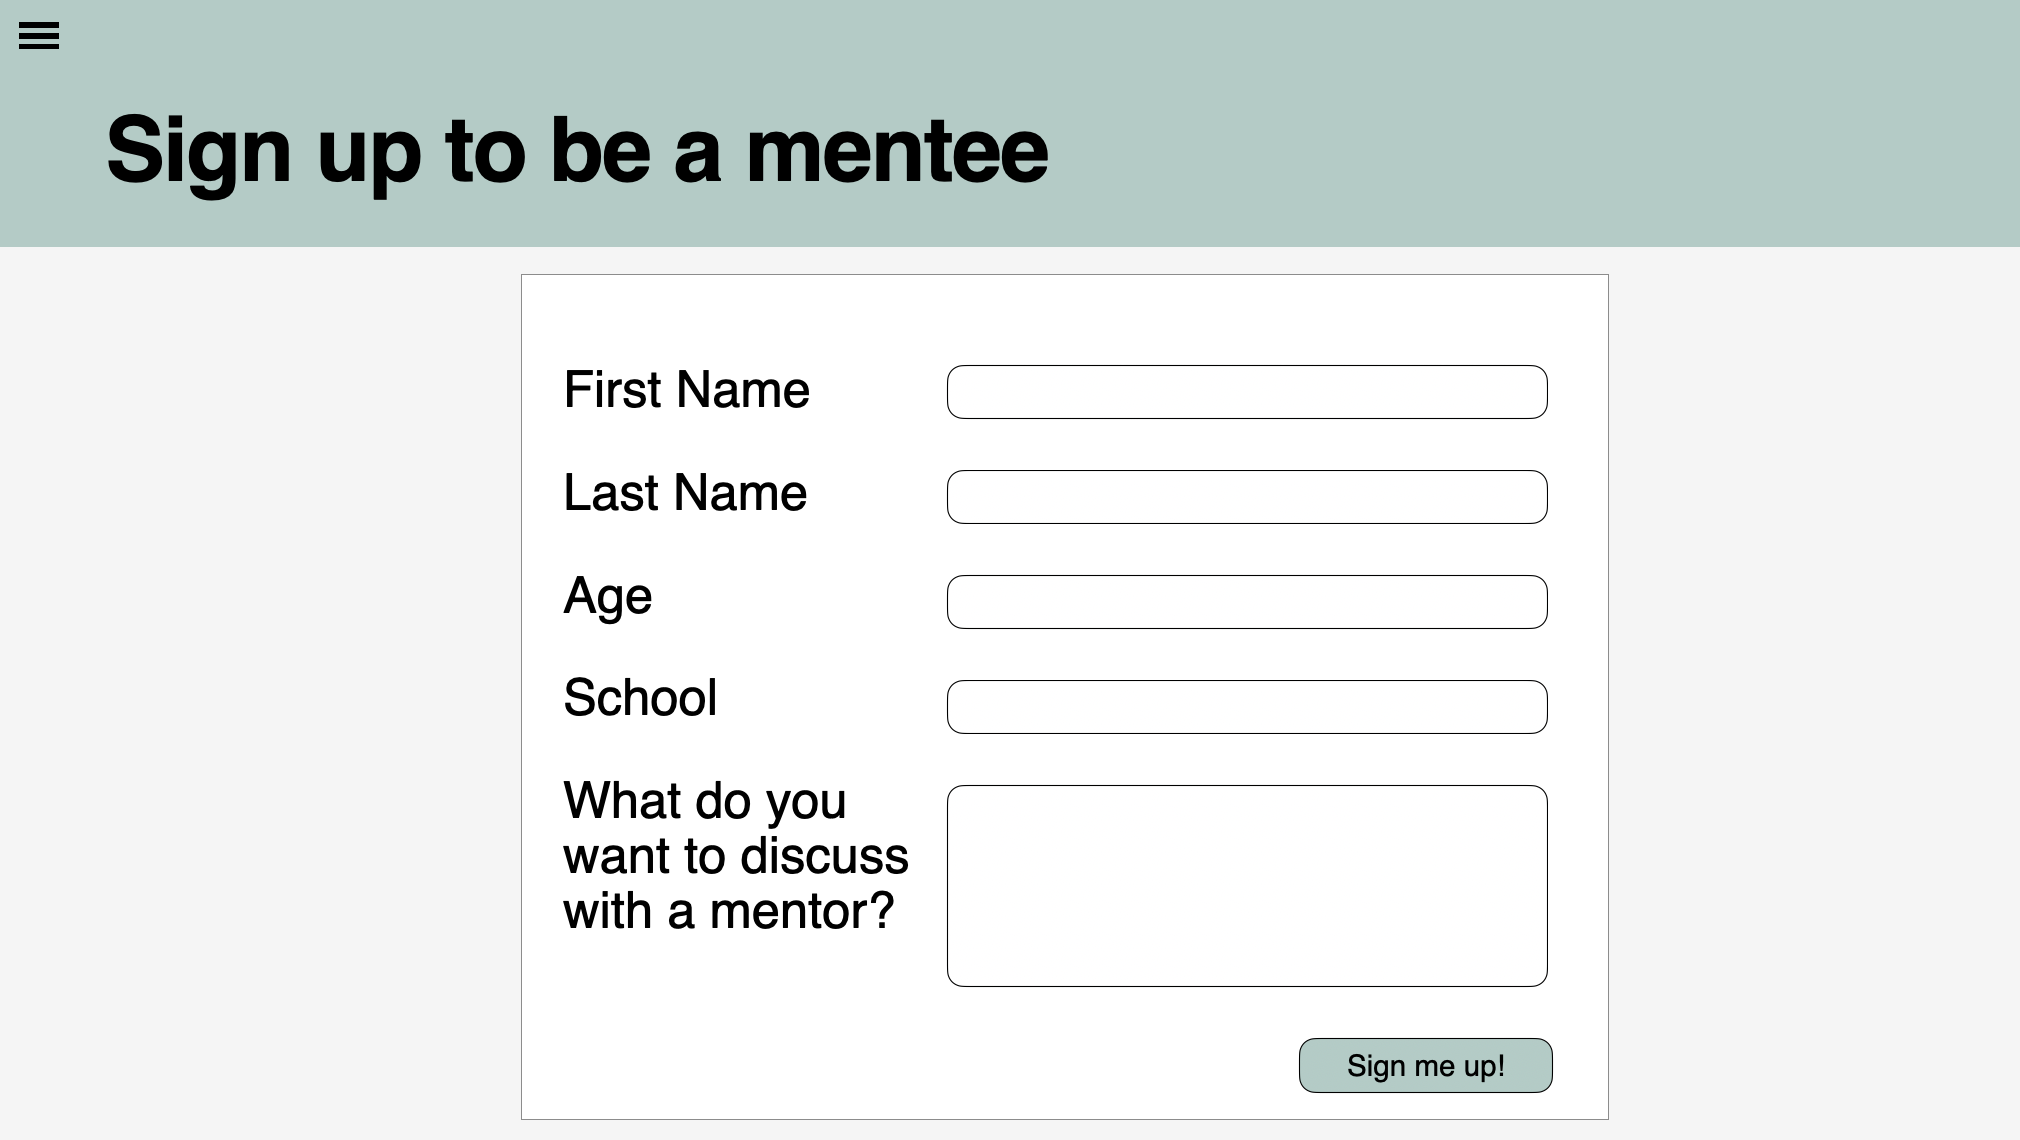 Sign up to be a mentee
First Name
Last Name
Age
School
What do you
want to discuss
with a mentor?
Sign me up!